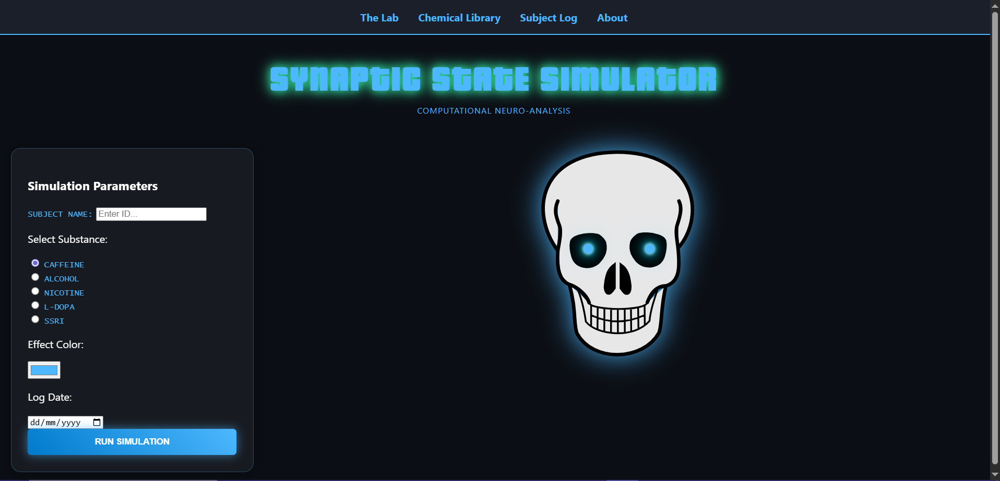 The Lab Chemical Library Subject Log About
SYNAPTIC STATE SIMULATOR
COMPUTATIONAL NEURO-ANALYSIS
Simulation Parameters
SUBJECT NAME: Enter ID...
Select Substance:
CAFFEINE
ALCOHOL
NICOTINE
L-DOPA
SSRI
Effect Color:
Log Date:
dd/mm/yyyy
RUN SIMULATION